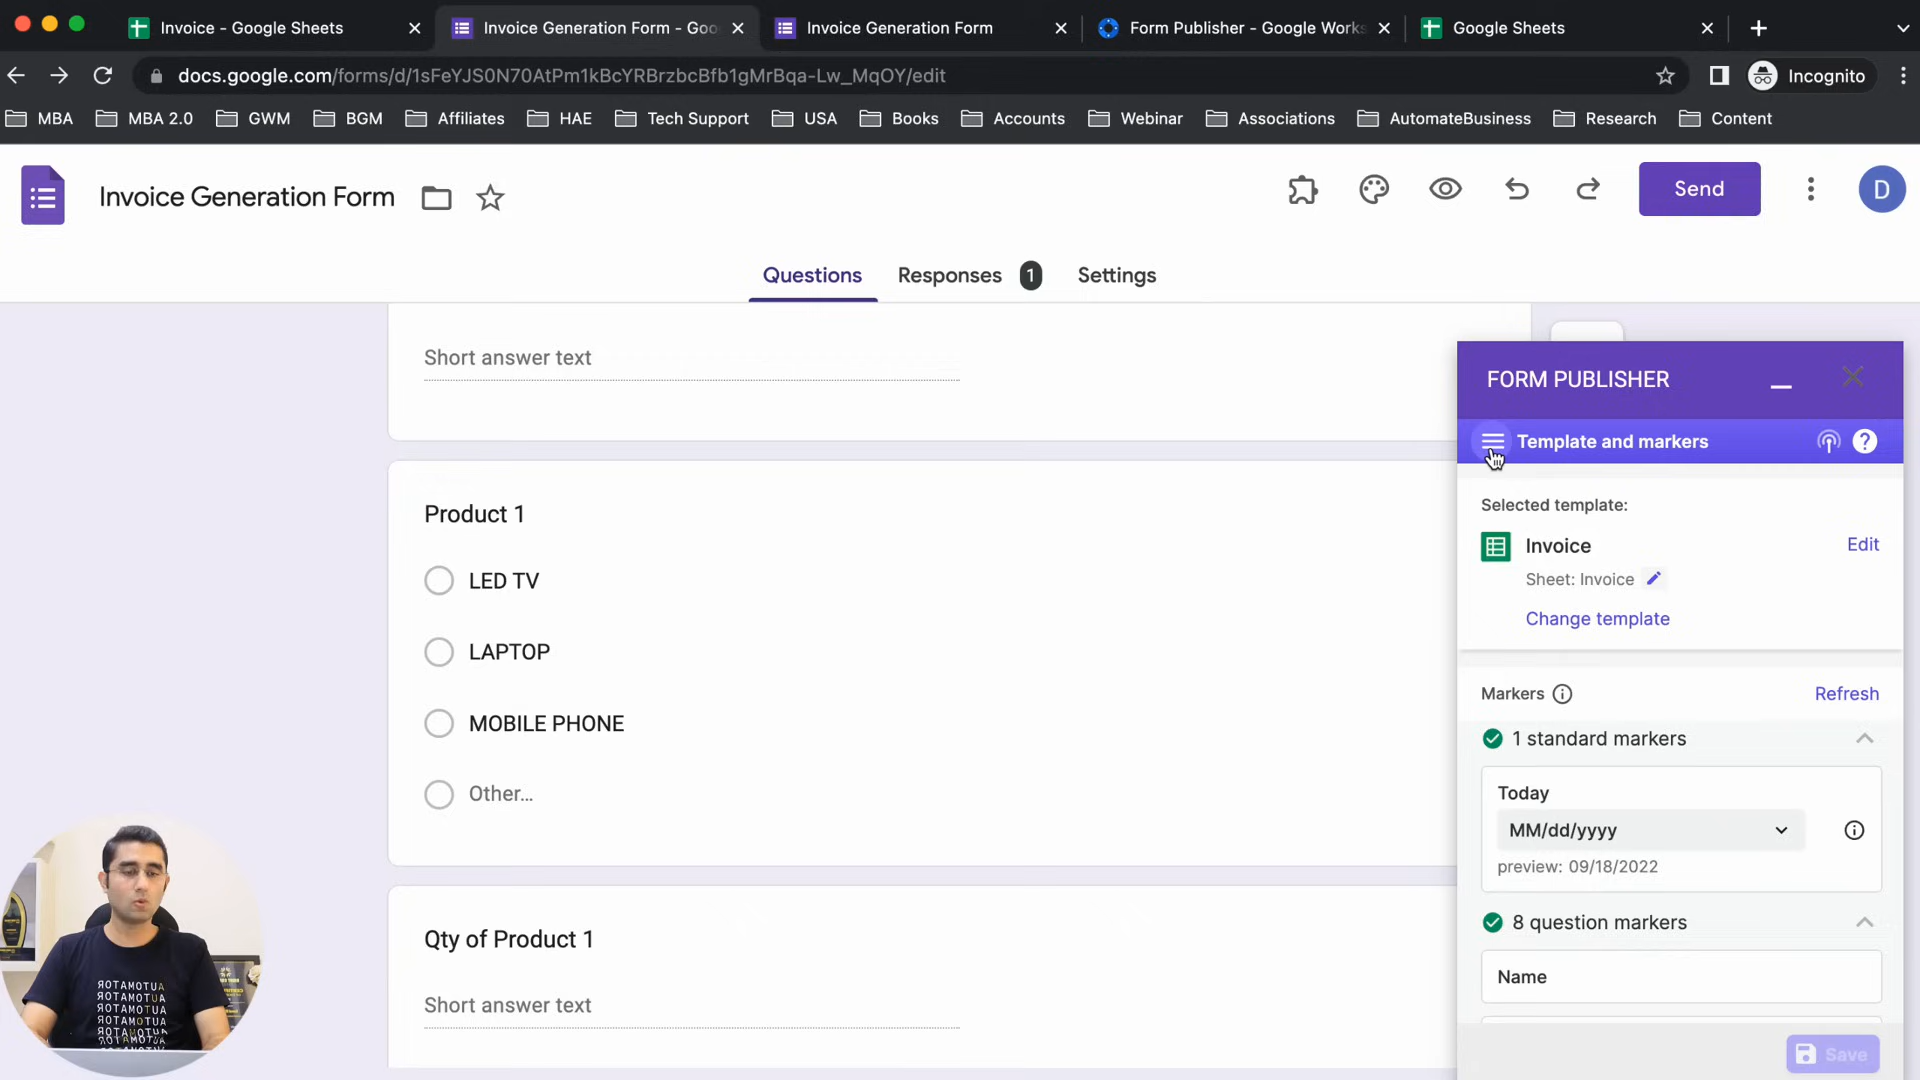 Invoice - Google Sheets
Invoice Generation Form - Goo
Invoice Generation Form
Form Publisher - Google Works
Google Sheets
docs.google.com/forms/d/1sFeYJS0N70AtPm1kBcYRBrzbcBfb1gMrBqa-Lw_MqOY/edit
Incognito
MBA
MBA 2.0
GWM
BGM
Affiliates
HAE
Tech Support
USA
Books
Accounts
Webinar
Associations
AutomateBusiness
Research
Content
Invoice Generation Form
Send
D
Questions
Responses 1
Settings
Short answer text
Product 1
LED TV
LAPTOP
MOBILE PHONE
Other...
Qty of Product 1
Short answer text
FORM PUBLISHER
Template and markers
?
Selected template:
Invoice
Edit
Sheet: Invoice
Change template
Markers
Refresh
1 standard markers
Today
MM/dd/yyyy
preview: 09/18/2022
8 question markers
Name
Save